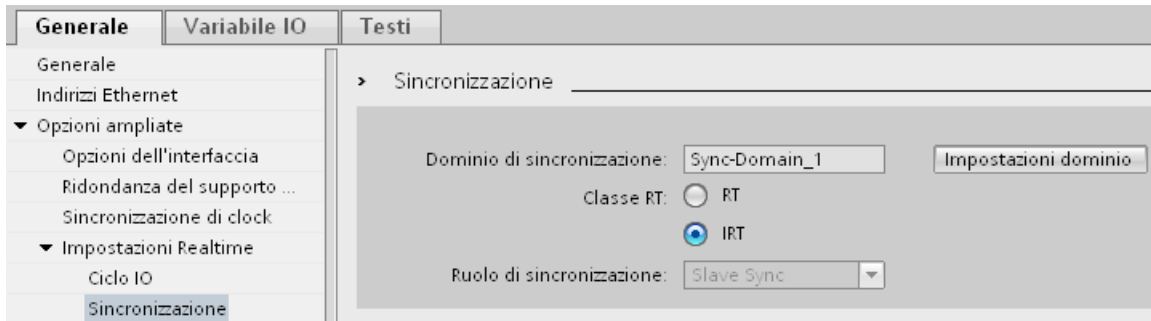 Generale Variabile IO Testi
Generale
Indirizzi Ethernet
Opzioni ampliate
Opzioni dell'interfaccia
Ridondanza del supporto ...
Sincronizzazione di clock
Impostazioni Realtime
Ciclo IO
Sincronizzazione
Sincronizzazione
Dominio di sincronizzazione: Sync-Domain_1 Impostazioni dominio
Classe RT: RT
IRT
Ruolo di sincronizzazione: Slave Sync